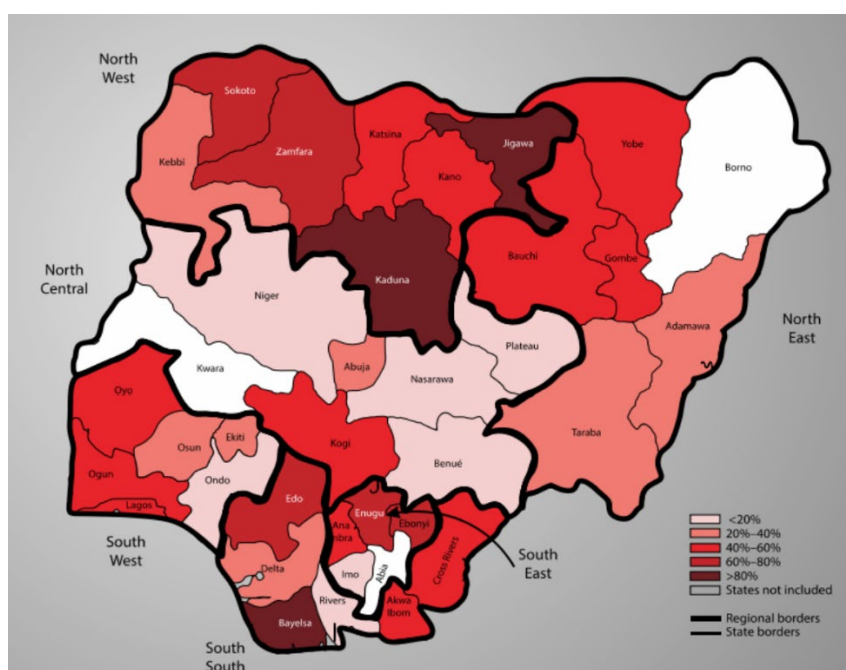 North
West
Sokoto
Katsina
Jigawa
Yobe
Zamfara
Kebbi
Kano
Borno
Bauchi
Gombe
North
Central
Kaduna
Niger
Adamawa
North
East
Plateau
Kwara
Abuja
Nasarawa
Oyo
Taraba
Osun
Ekiti
Kogi
Benué
Ogun
Ondo
Lagos
Edo
Enugu
Ebonyi
Ana
mbra
South
West
South
East
Cross Rivers
Delta
Imo
Abia
Rivers
Akwa
Ibom
Bayelsa
South
South
<20%
20%–40%
40%–60%
60%–80%
>80%
States not included
Regional borders
State borders